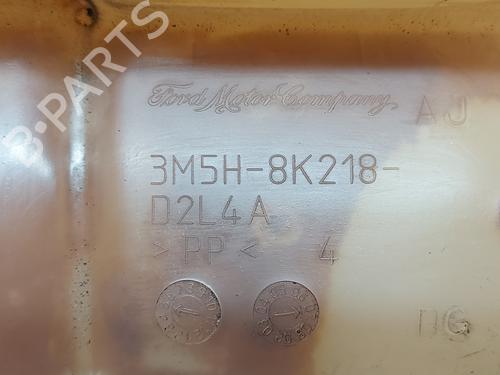 B-PARTS
Ford Motor Company AJ
3M5H-8K218-
D2L4A
>PP< 4
DG